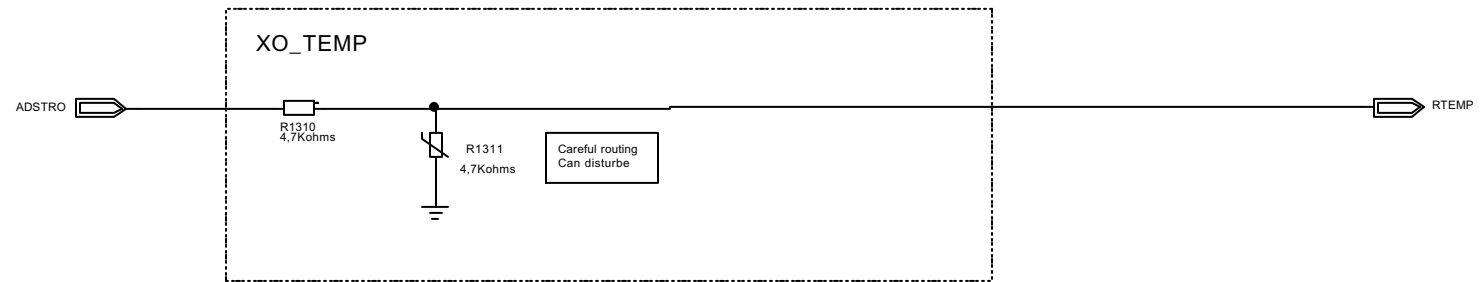 XO_TEMP
ADSTRO
RTEMP
R1310
4,7Kohms
R1311
4,7Kohms
Careful routing
Can disturbe